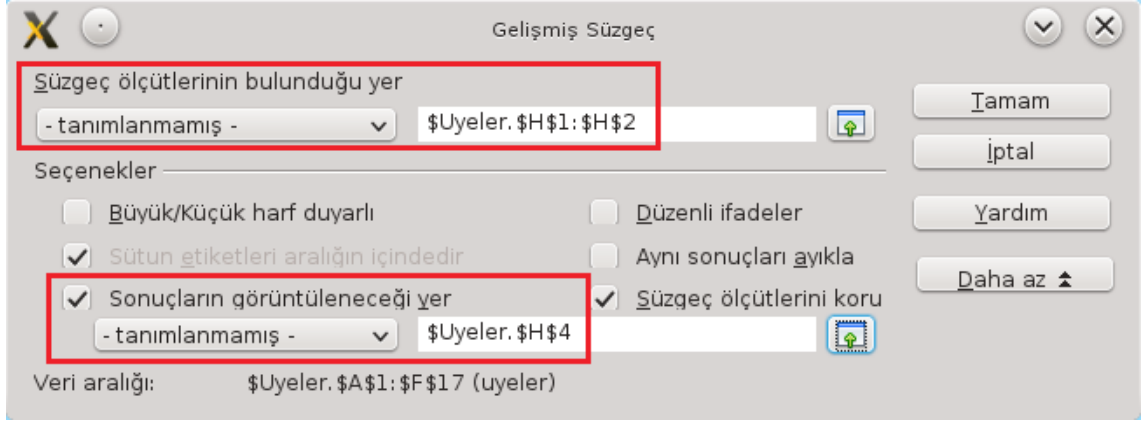 Gelişmiş Süzgeç
Süzgeç ölçütlerinin bulunduğu yer
- tanımlanmamış - $Uyeler.$H$1:$H$2
Tamam
İptal
Seçenekler
Büyük/Küçük harf duyarlı Düzenli ifadeler
Yardım
Sütun etiketleri aralığın içindedir Aynı sonuçları ayıkla
Daha az
Sonuçların görüntüleneceği yer Süzgeç ölçütlerini koru
- tanımlanmamış - $Uyeler.$H$4
Veri aralığı: $Uyeler.$A$1:$F$17 (uyeler)